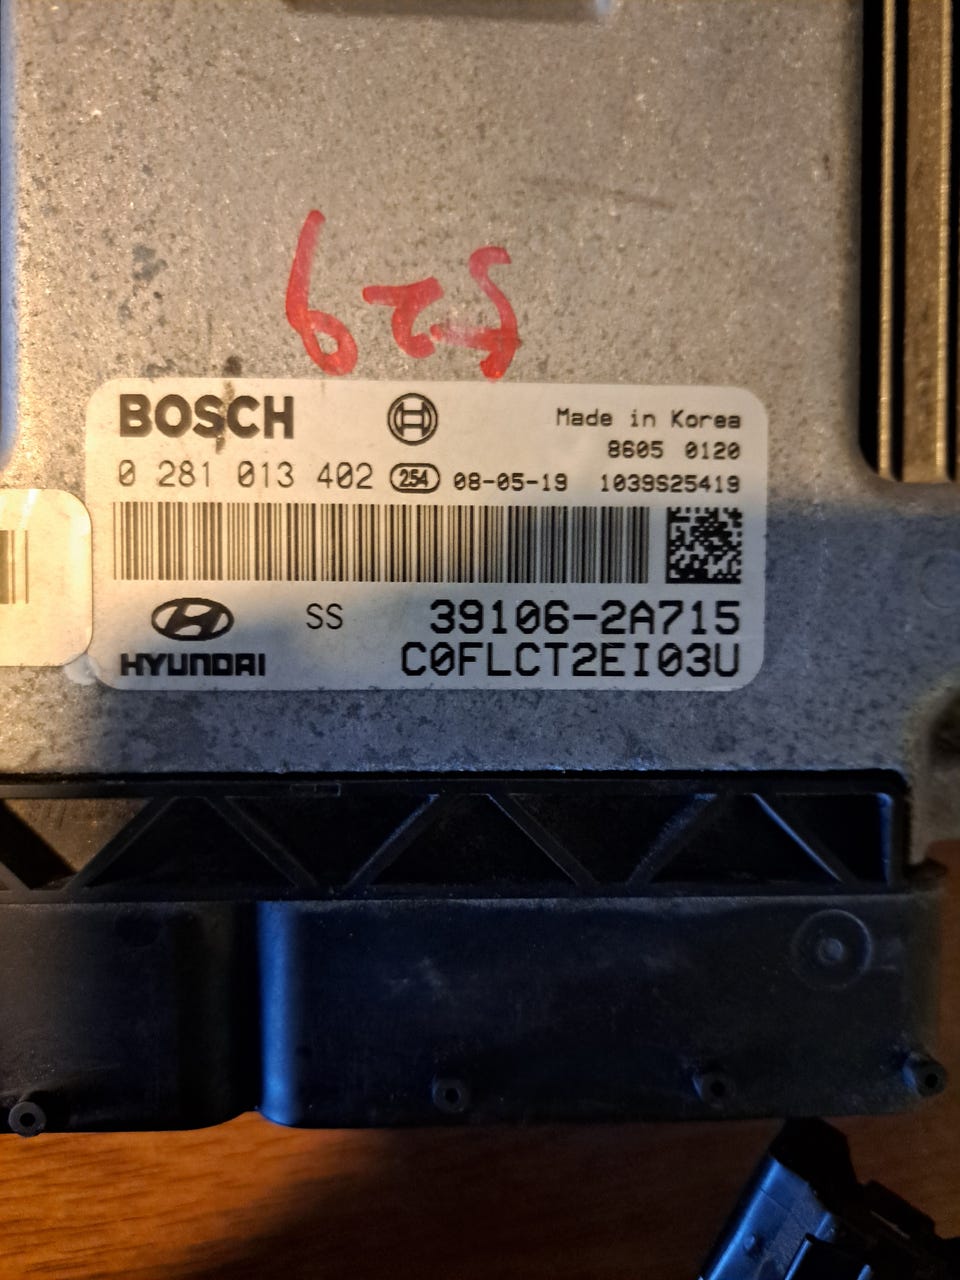 BOSCH Made in Korea
8605 0120
0 281 013 402 254 08-05-19 1039S25419
SS 39106-2A715
HYUNDAI C0FLCT2EI03U